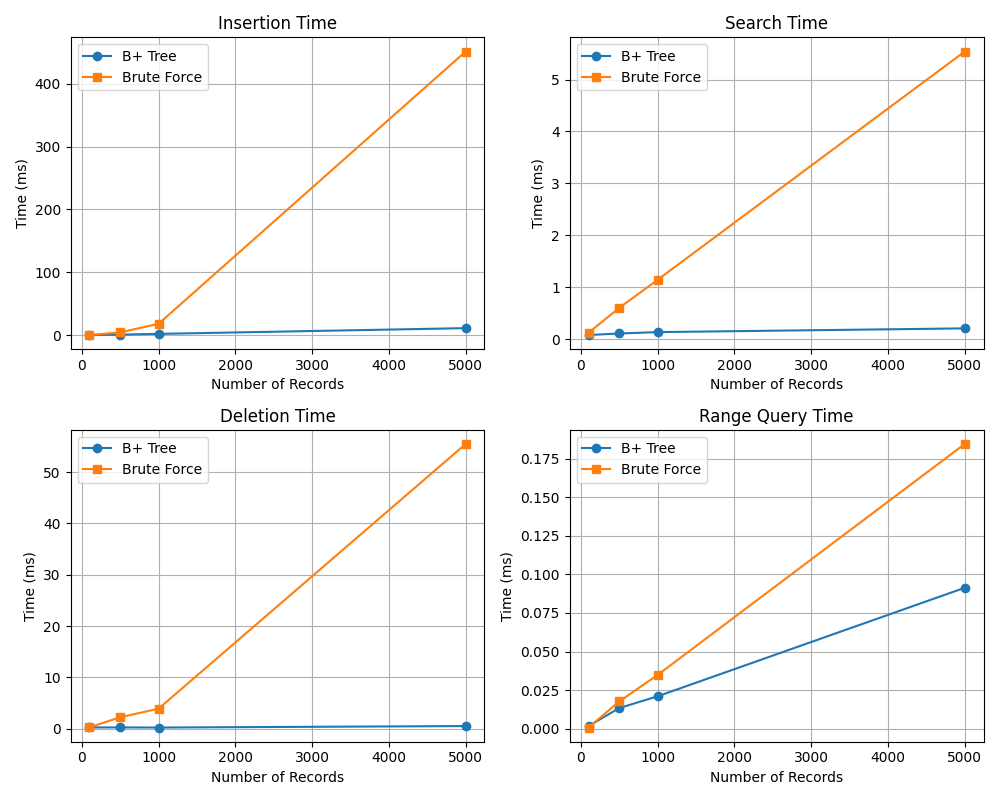 Insertion Time
B+ Tree
Brute Force
400
300
200
100
0
Time (ms)
0 1000 2000 3000 4000 5000
Number of Records
Search Time
B+ Tree
Brute Force
5
4
3
2
1
0
Time (ms)
0 1000 2000 3000 4000 5000
Number of Records
Deletion Time
B+ Tree
Brute Force
50
40
30
20
10
0
Time (ms)
0 1000 2000 3000 4000 5000
Number of Records
Range Query Time
B+ Tree
Brute Force
0.175
0.150
0.125
0.100
0.075
0.050
0.025
0.000
Time (ms)
0 1000 2000 3000 4000 5000
Number of Records